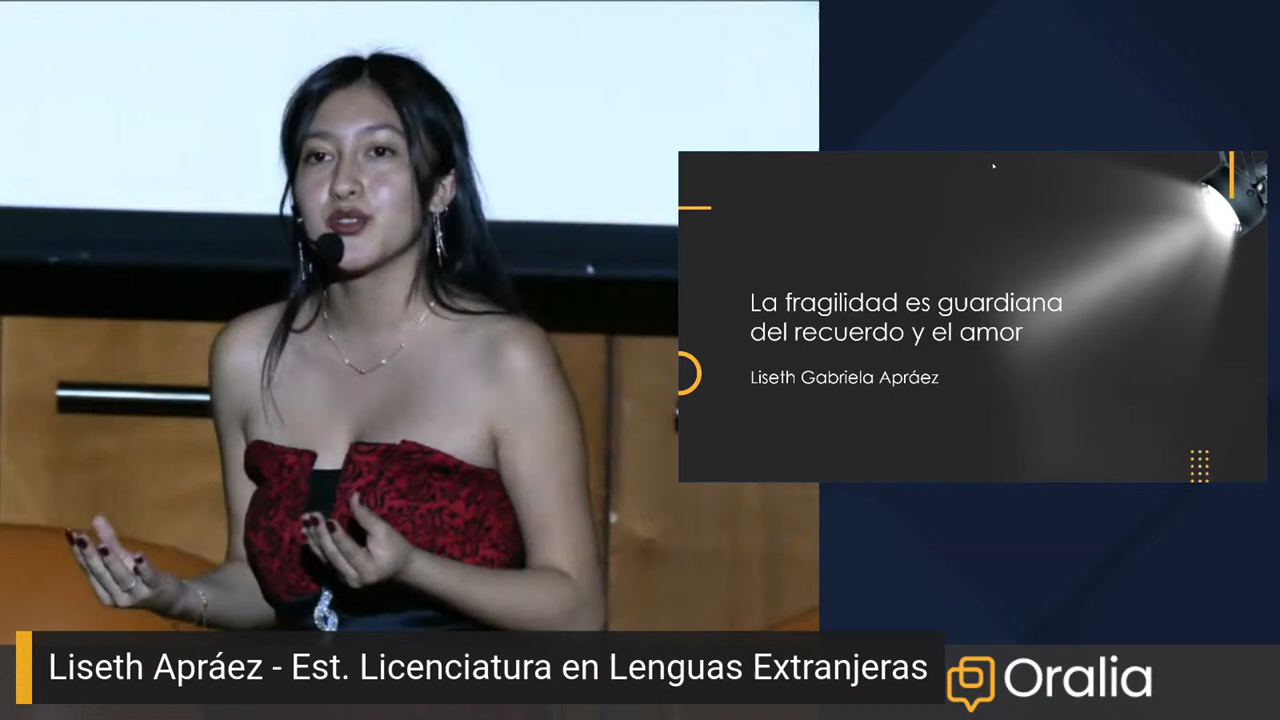 La fragilidad es guardiana
del recuerdo y el amor
Liseth Gabriela Apráez
Liseth Apráez - Est. Licenciatura en Lenguas Extranjeras
Oralia